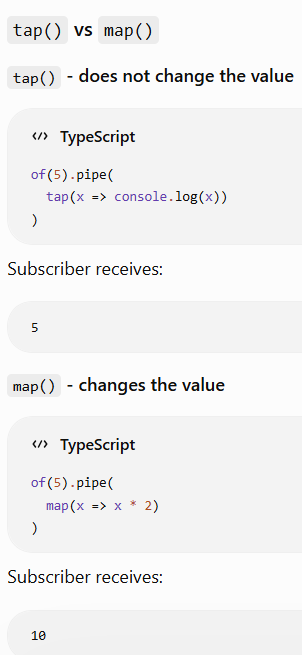 tap() vs map()
tap() - does not change the value
</> TypeScript
of(5).pipe(
  tap(x => console.log(x))
)
Subscriber receives:
5
map() - changes the value
</> TypeScript
of(5).pipe(
  map(x => x * 2)
)
Subscriber receives:
10